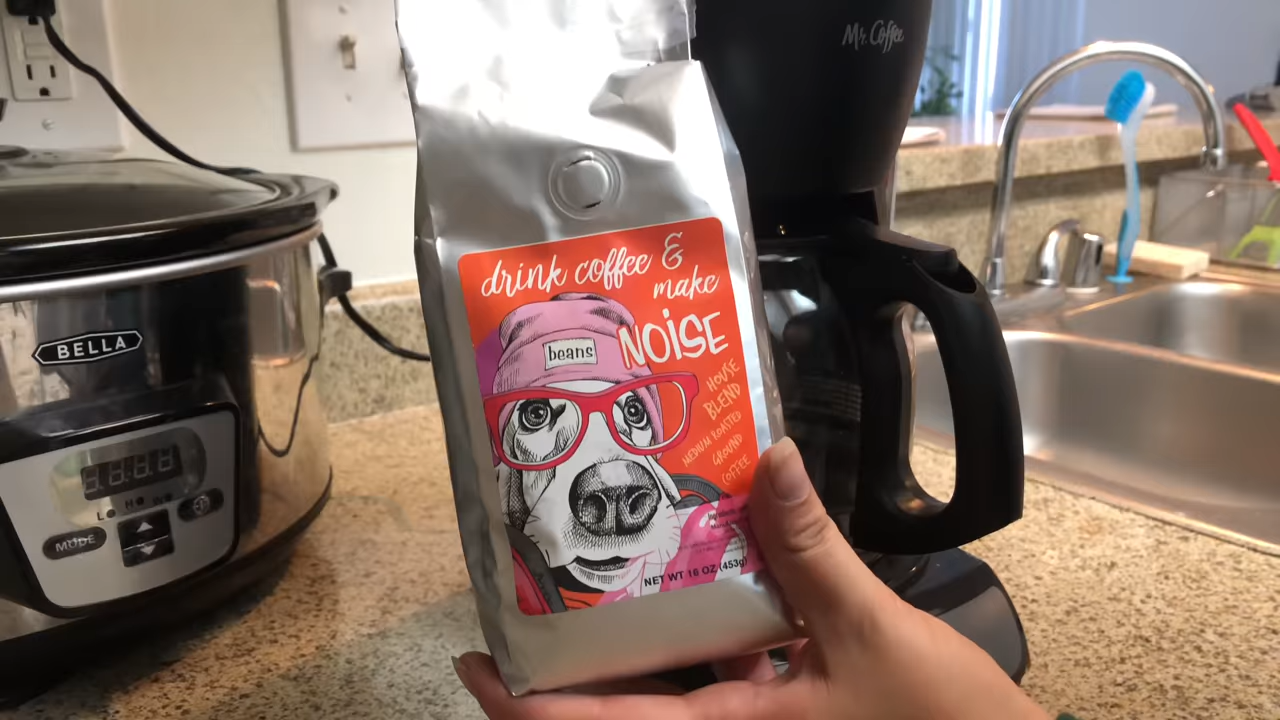 Mr. Coffee
drink coffee &
make
NOiSE
beans
HOUSE
BLEND
MEDIUM ROASTED
GROUND
COFFEE
NET WT 16 OZ (453g)
BELLA
L H W
MODE